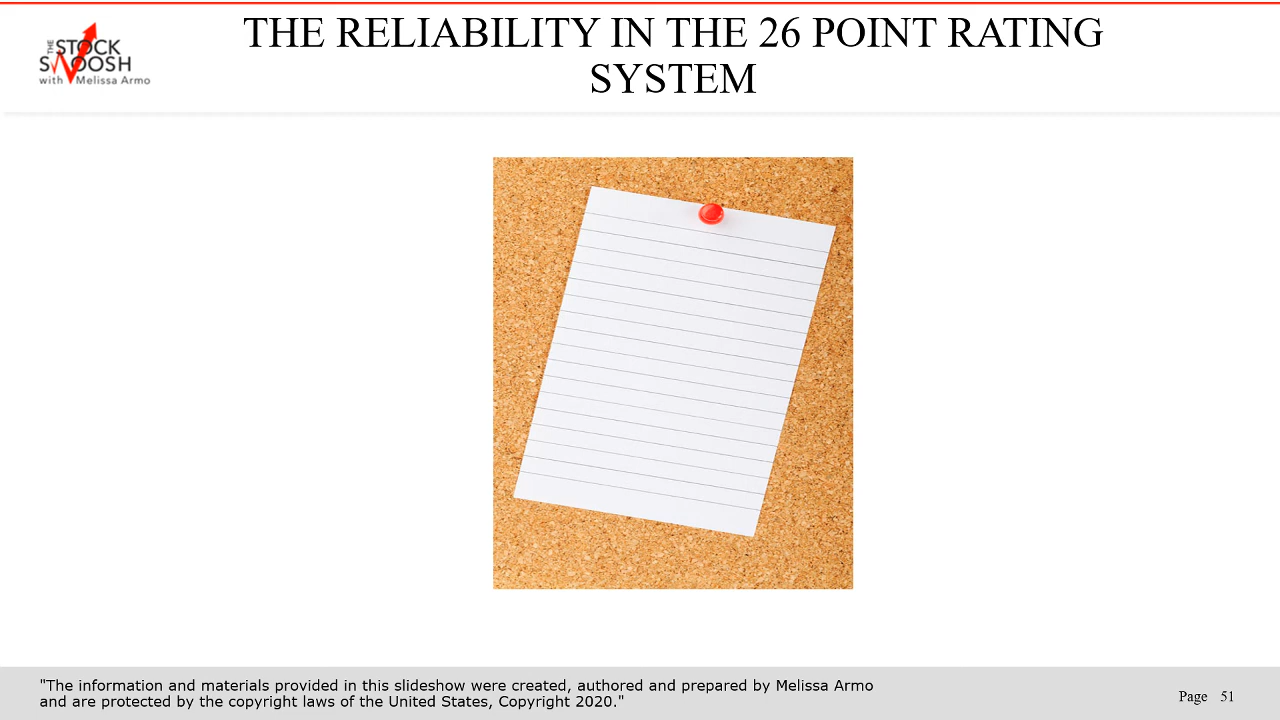 THE
STOCK
SWOOSH
with Melissa Armo
THE RELIABILITY IN THE 26 POINT RATING
SYSTEM
"The information and materials provided in this slideshow were created, authored and prepared by Melissa Armo
and are protected by the copyright laws of the United States, Copyright 2020."
Page 51